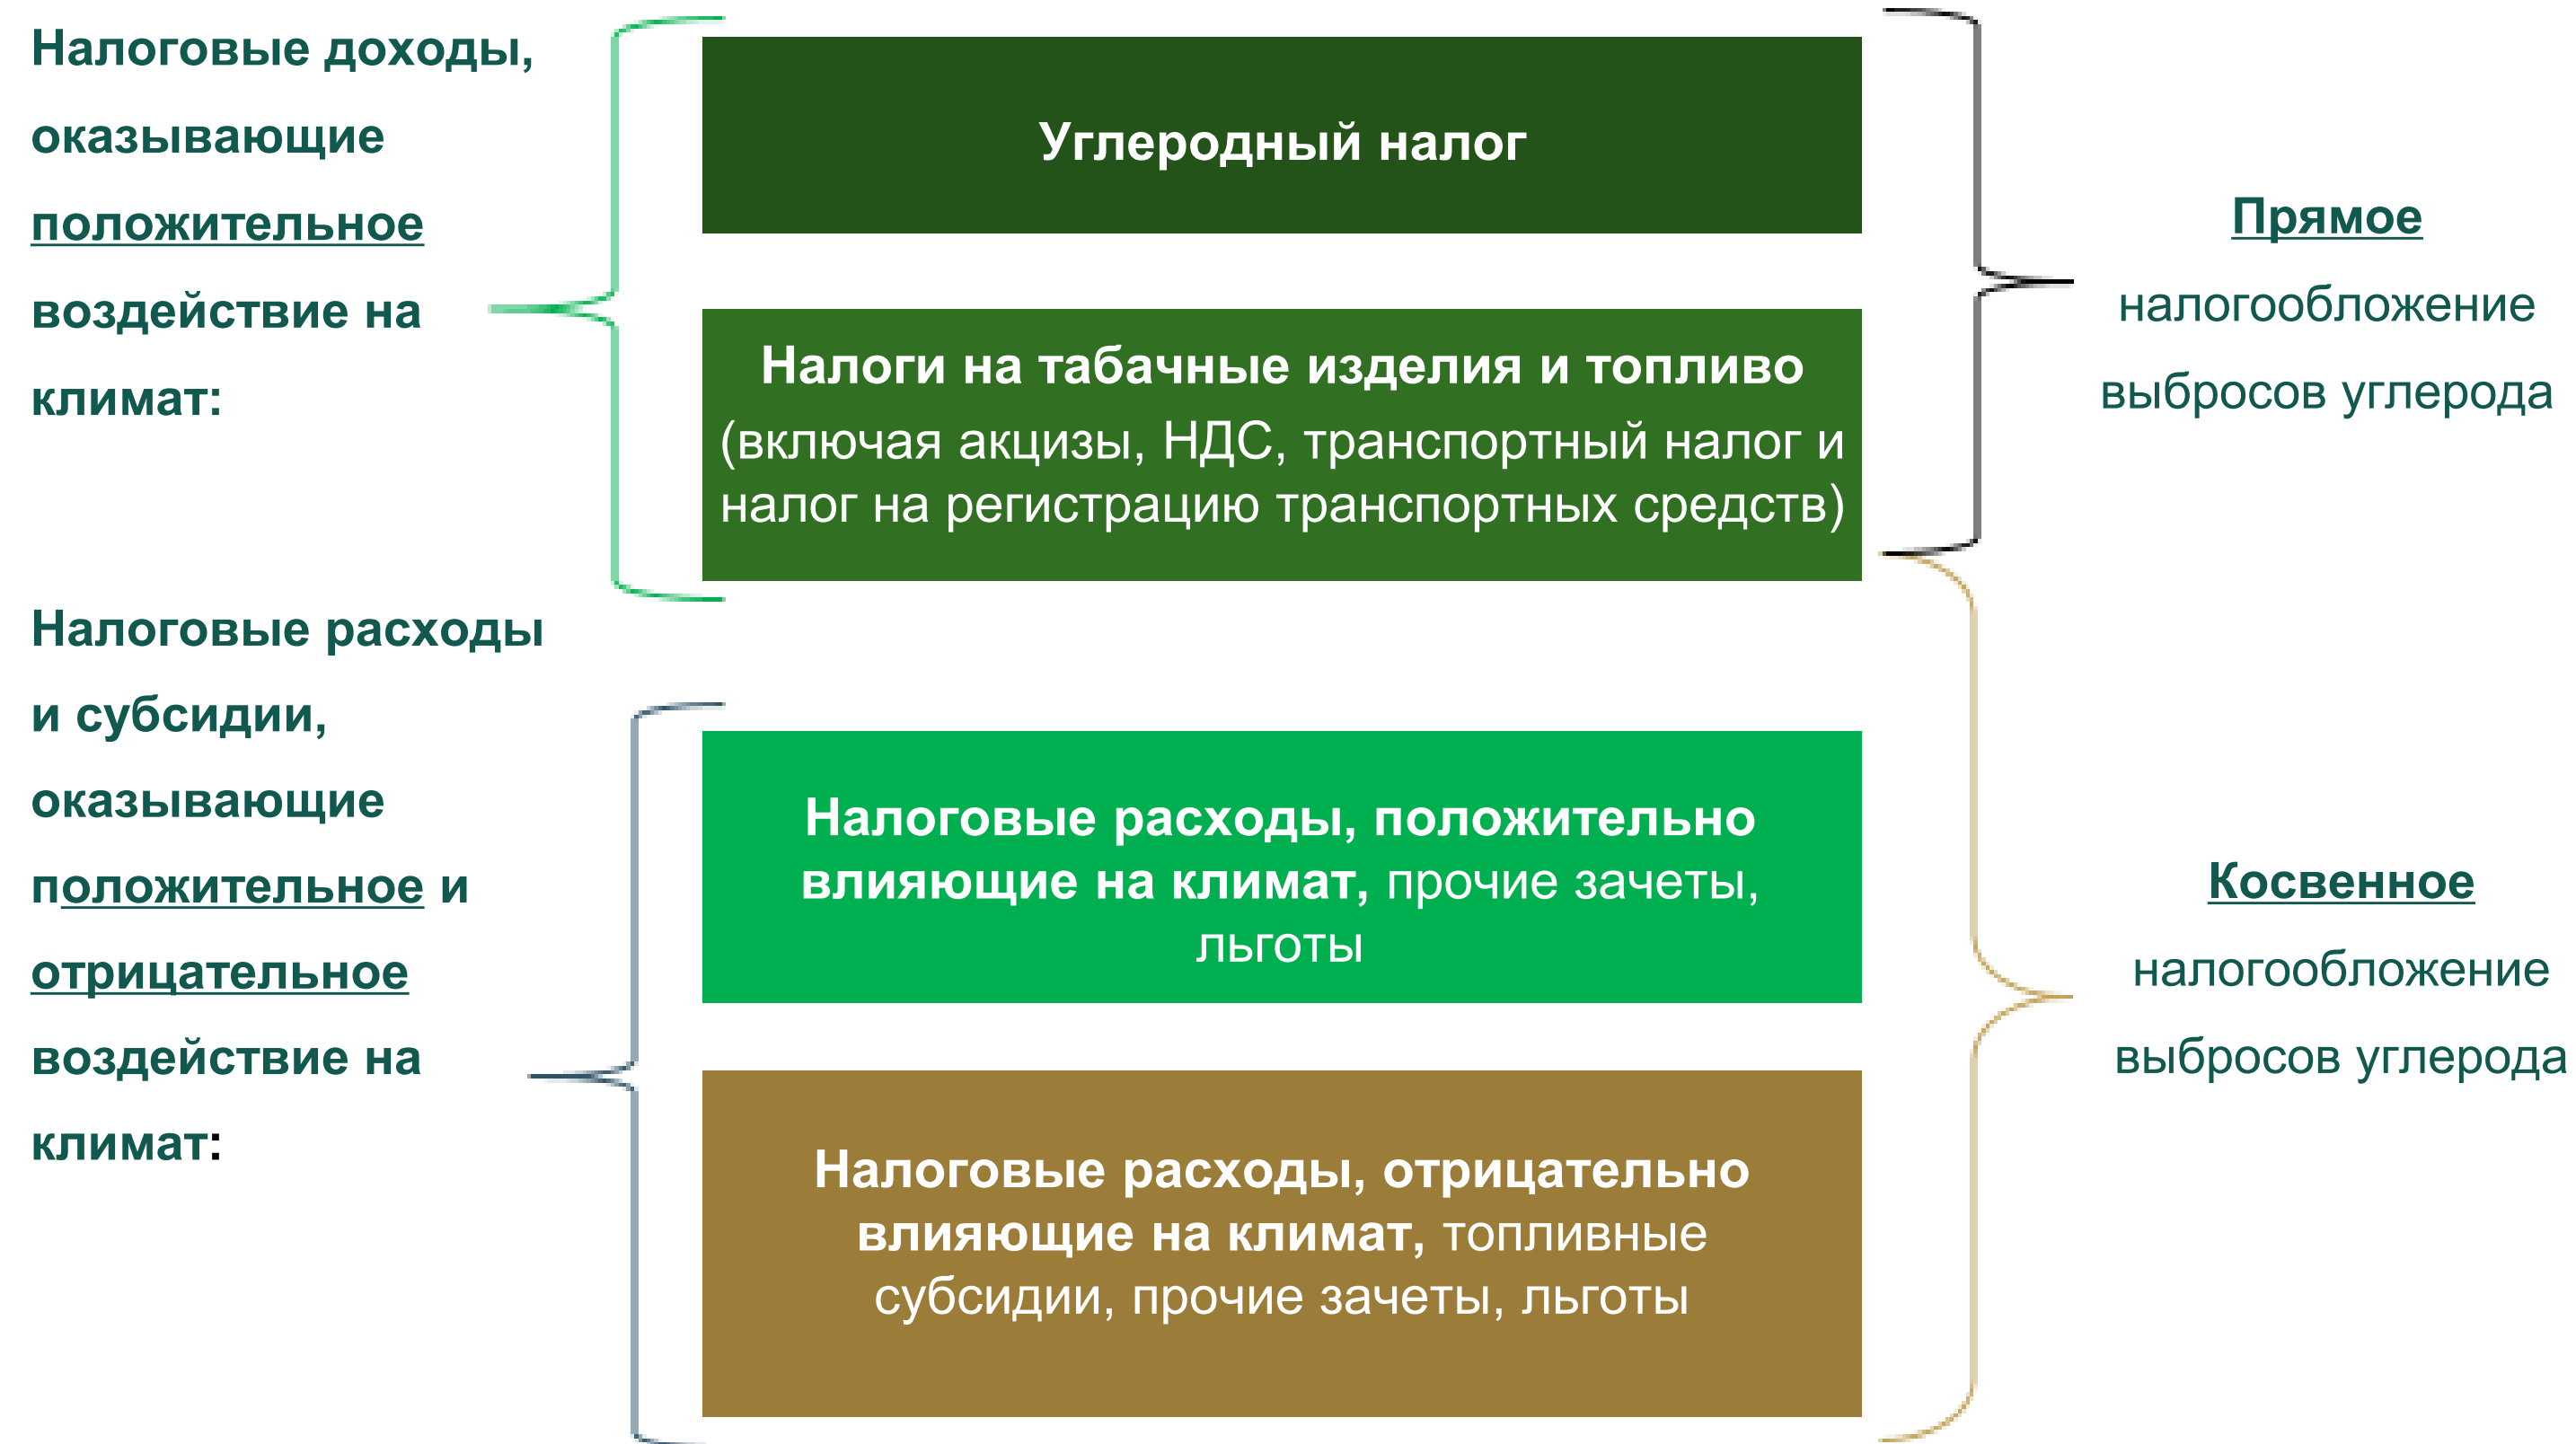 Налоговые доходы,
оказывающие
положительное
воздействие на
климат:
Углеродный налог
Налоги на табачные изделия и топливо
(включая акцизы, НДС, транспортный налог и
налог на регистрацию транспортных средств)
Прямое
налогообложение
выбросов углерода
Налоговые расходы
и субсидии,
оказывающие
положительное и
отрицательное
воздействие на
климат:
Налоговые расходы, положительно
влияющие на климат, прочие зачеты,
льготы
Налоговые расходы, отрицательно
влияющие на климат, топливные
субсидии, прочие зачеты, льготы
Косвенное
налогообложение
выбросов углерода